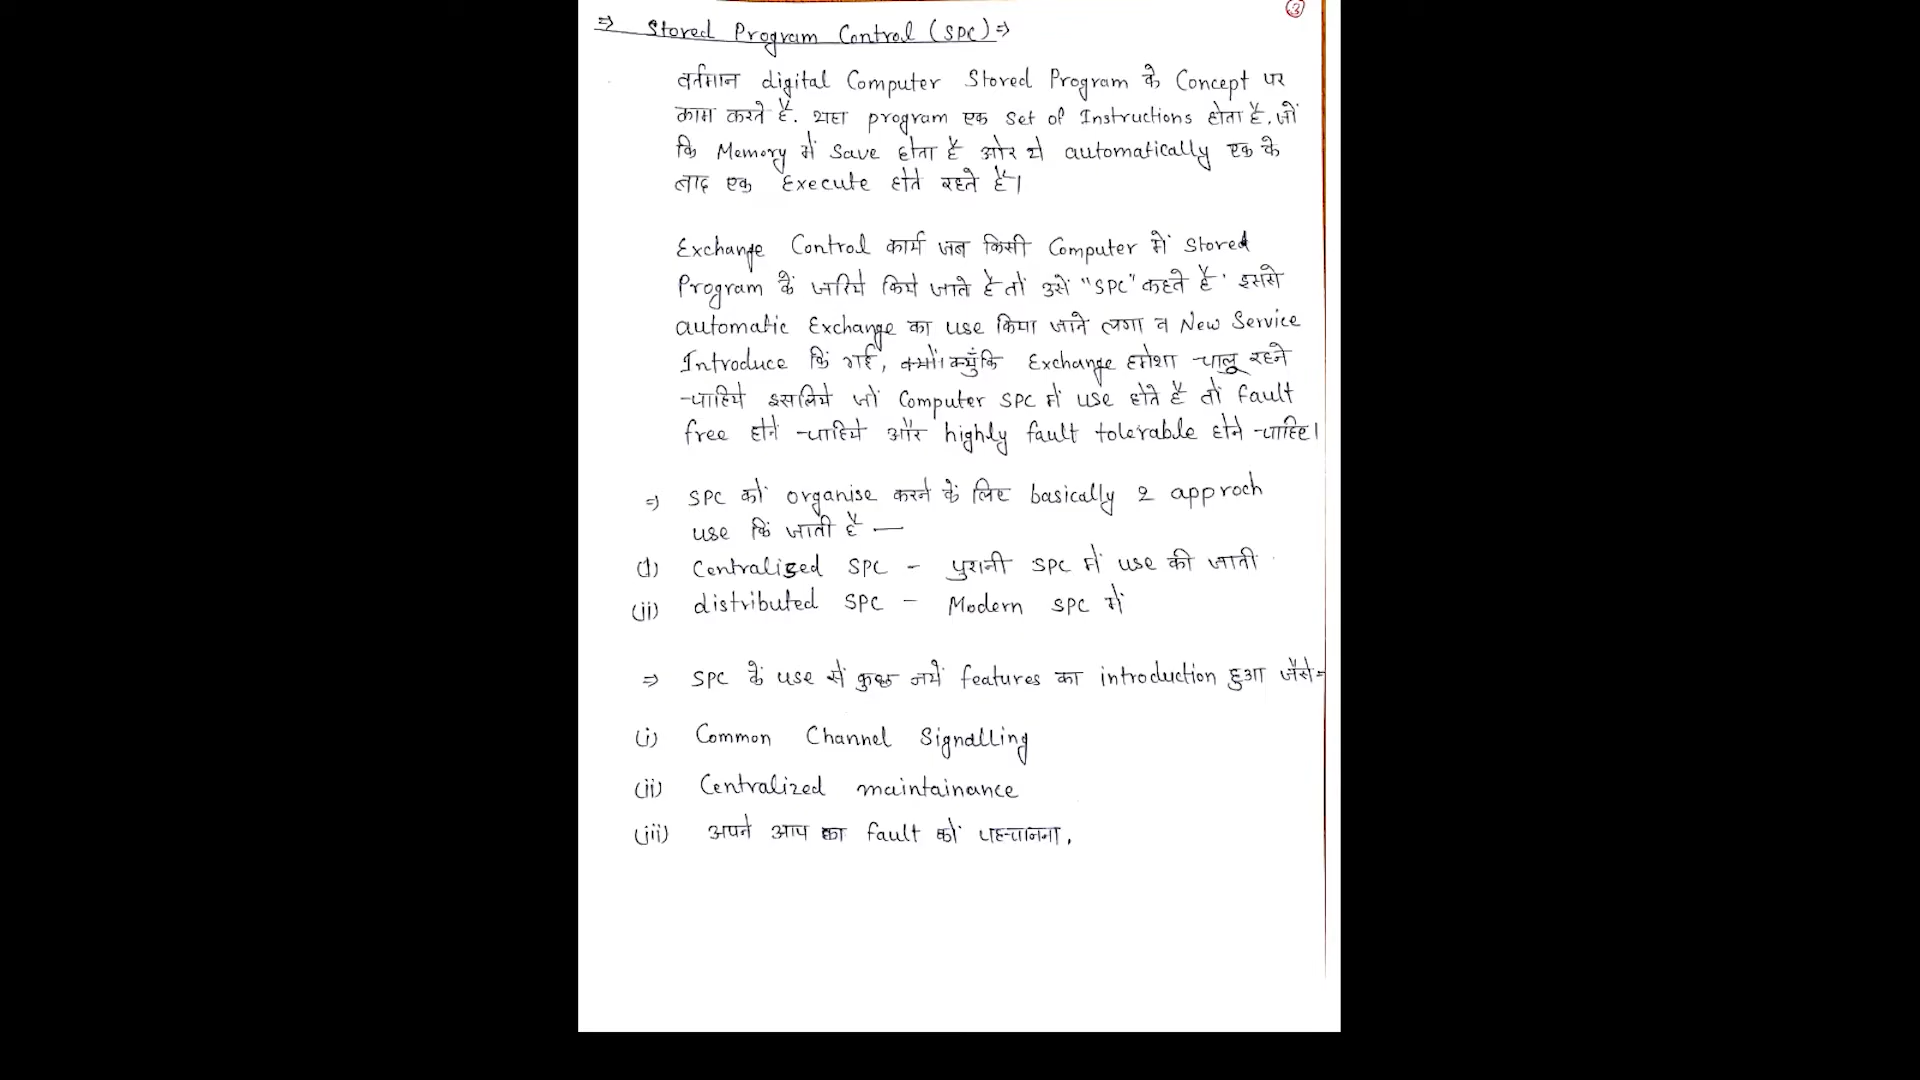 ③
⇒ Stored Program Control (SPC) ⇒
वर्तमान digital Computer Stored Program के Concept पर
काम करते है. यहा program एक Set of Instructions होता है. जों
कि Memory में Save होता है ओर ये automatically एक के
बाद एक Execute होते रहते है।
Exchange Control कार्य जब किसी Computer में Stored
Program कें जरिये किये जाते है तों उसें "SPC" कहते है इससे
automatic Exchange का use किया जाने लगा व New Service
Introduce किं गई, क्युँकि Exchange हमेशा चालू रहने
चाहिये इसलिये जों Computer SPC में use होते है तों fault
free होने चाहिये और highly fault tolerable होने चाहिए।
⇒ SPC कों organise करने कें लिए basically 2 approch
use किं जाती है —
(i) Centralised SPC - पुरानी SPC में use की जाती
(ii) distributed SPC - Modern SPC में
⇒ SPC कें use सें कुछ नयें features का introduction हुआ जैसे=
(i) Common Channel Signalling
(ii) Centralized maintainance
(iii) अपने आप का fault कों पहचानना.